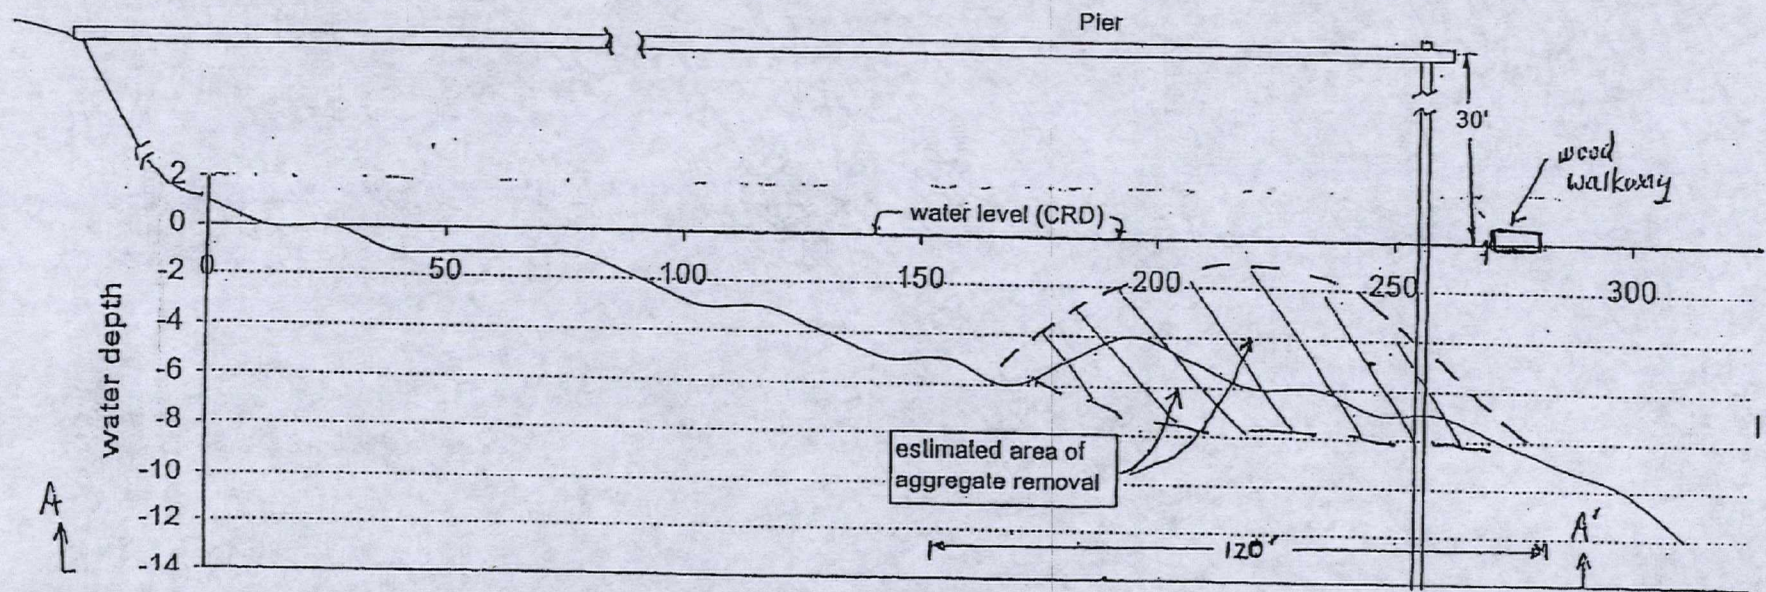 Pier
30'
wood
walkway
2
water level (CRD)
0
0 50 100 150 200 250 300
-2
water depth
-4
-6
-8
estimated area of
aggregate removal
-10
A
-12
120'
A'
-14